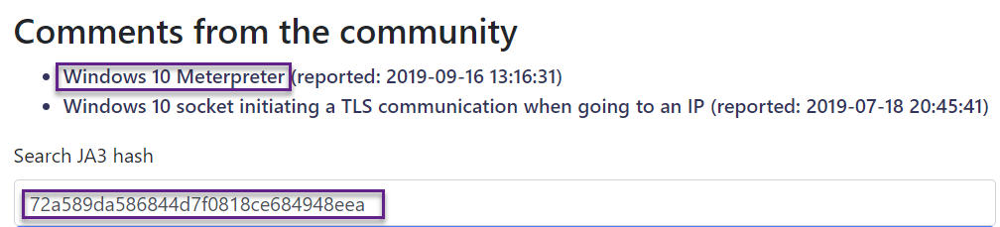 Comments from the community
• Windows 10 Meterpreter (reported: 2019-09-16 13:16:31)
• Windows 10 socket initiating a TLS communication when going to an IP (reported: 2019-07-18 20:45:41)
Search JA3 hash
72a589da586844d7f0818ce684948eea